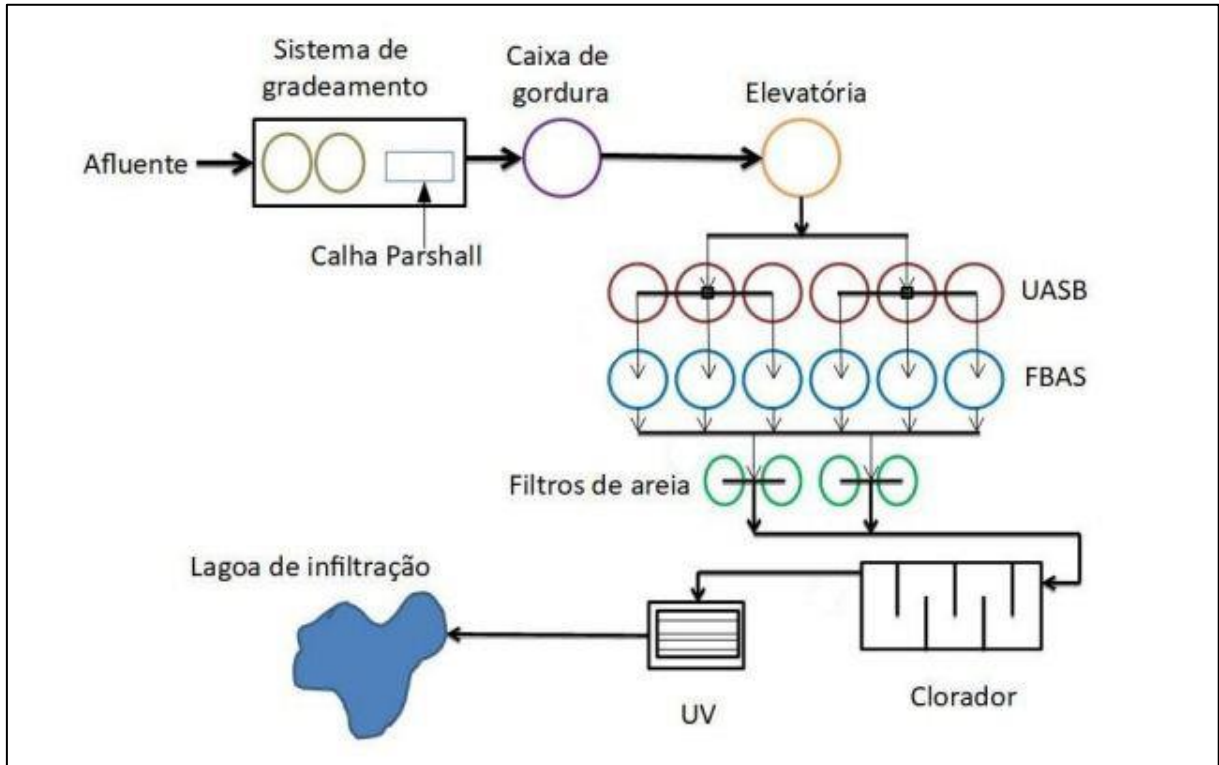 Sistema de
gradeamento
Caixa de
gordura
Elevatória
Afluente
Calha Parshall
UASB
FBAS
Filtros de areia
Lagoa de infiltração
UV
Clorador